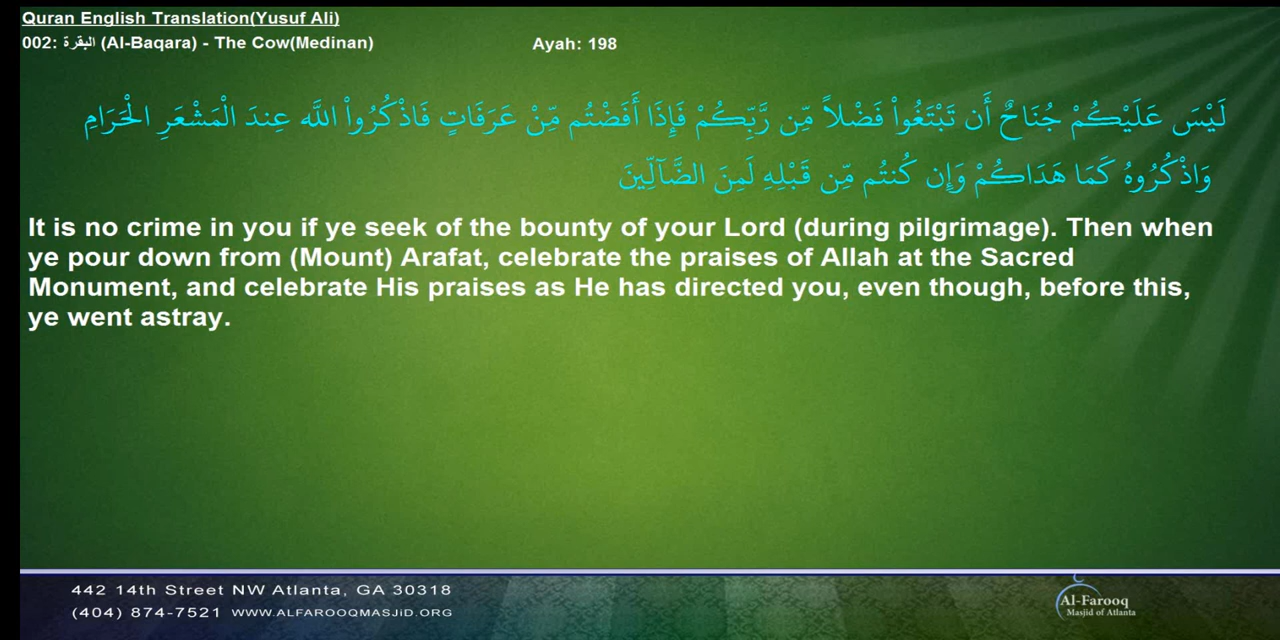 Quran English Translation(Yusuf Ali)
002: البقرة (Al-Baqara) - The Cow(Medinan)
Ayah: 198
لَيْسَ عَلَيْكُمْ جُنَاحٌ أَن تَبْتَغُواْ فَضْلاً مِّن رَّبِّكُمْ فَإِذَا أَفَضْتُم مِّنْ عَرَفَاتٍ فَاذْكُرُواْ اللّهَ عِندَ الْمَشْعَرِ الْحَرَامِ
وَاذْكُرُوهُ كَمَا هَدَاكُمْ وَإِن كُنتُم مِّن قَبْلِهِ لَمِنَ الضَّآلِّينَ
It is no crime in you if ye seek of the bounty of your Lord (during pilgrimage). Then when
ye pour down from (Mount) Arafat, celebrate the praises of Allah at the Sacred
Monument, and celebrate His praises as He has directed you, even though, before this,
ye went astray.
442 14th Street NW Atlanta, GA 30318
(404) 874-7521 WWW.ALFAROOQMASJiD.ORG
Al-Farooq
Masjid of Atlanta